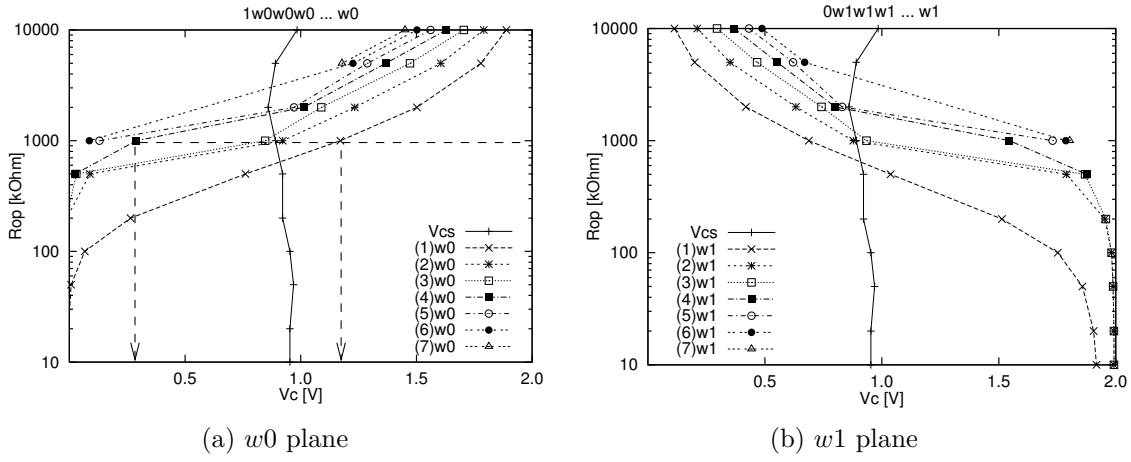 1w0w0w0 ... w0
10000
1000
100
10
Rop [kOhm]
0.5
1.0
1.5
2.0
Vc [V]
Vcs
(1)w0
(2)w0
(3)w0
(4)w0
(5)w0
(6)w0
(7)w0
(a) w0 plane
0w1w1w1 ... w1
10000
1000
100
10
Rop [kOhm]
0.5
1.0
1.5
2.0
Vc [V]
Vcs
(1)w1
(2)w1
(3)w1
(4)w1
(5)w1
(6)w1
(7)w1
(b) w1 plane